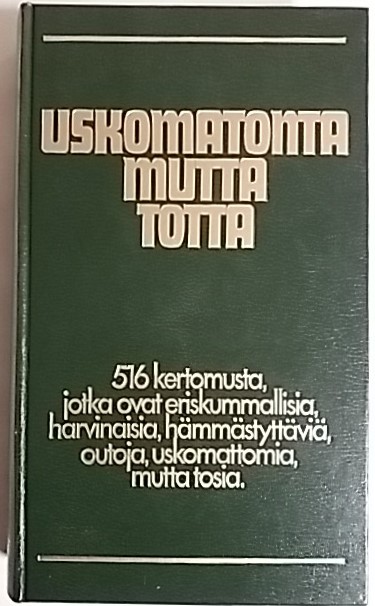 USKOMATONTA
MUTTA
TOTTA
516 kertomusta,
jotka ovat eriskummallisia,
harvinaisia, hämmästyttäviä,
outoja, uskomattomia,
mutta tosia.